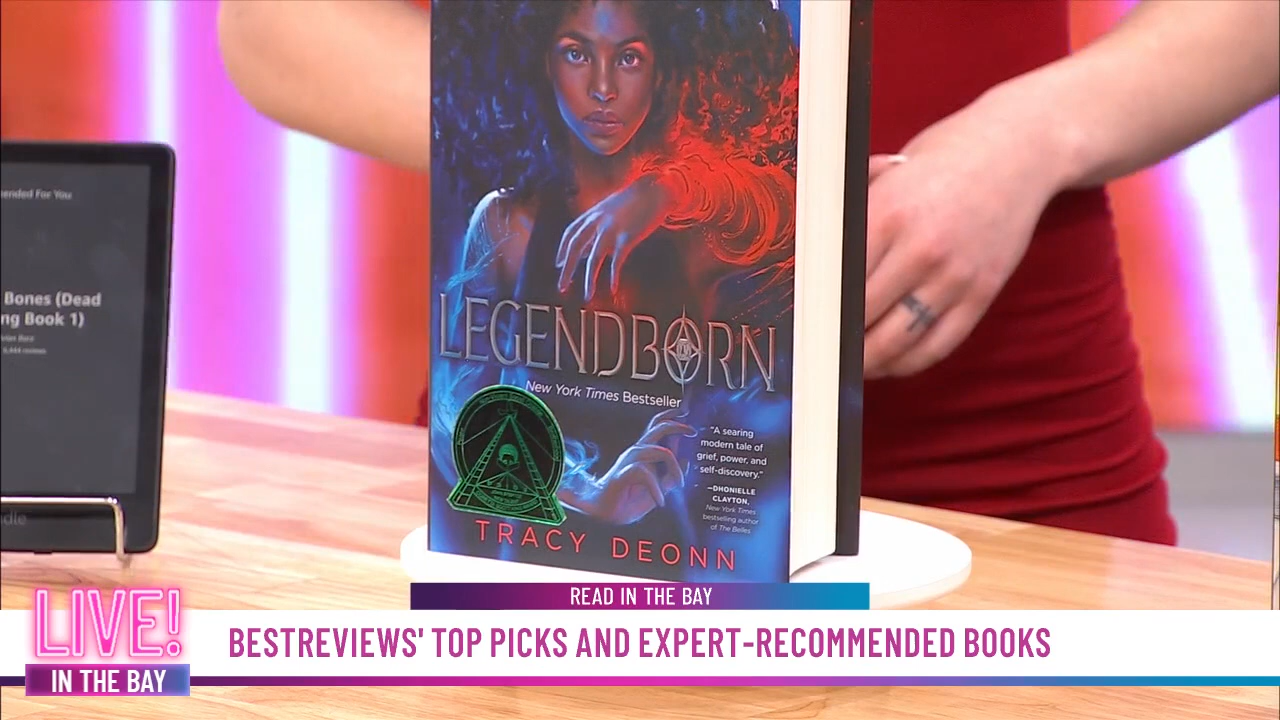 ended For You
Bones (Dead
ng Book 1)
dle
LEGENDBORN
New York Times Bestseller
"A searing
modern tale of
grief, power, and
self-discovery."
—DHONIELLE
CLAYTON,
New York Times
bestselling author
of The Belles
TRACY DEONN
READ IN THE BAY
LIVE!
IN THE BAY
BESTREVIEWS' TOP PICKS AND EXPERT-RECOMMENDED BOOKS